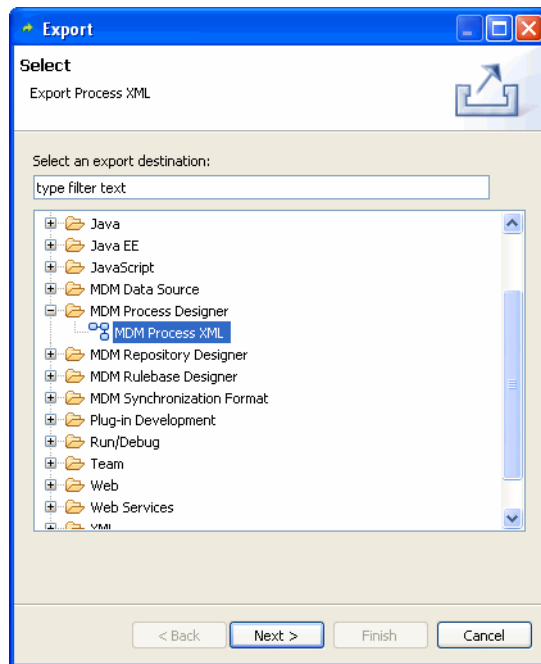 Export
Select
Export Process XML
Select an export destination:
type filter text
Java
Java EE
JavaScript
MDM Data Source
MDM Process Designer
MDM Process XML
MDM Repository Designer
MDM Rulebase Designer
MDM Synchronization Format
Plug-in Development
Run/Debug
Team
Web
Web Services
XML
< Back Next > Finish Cancel